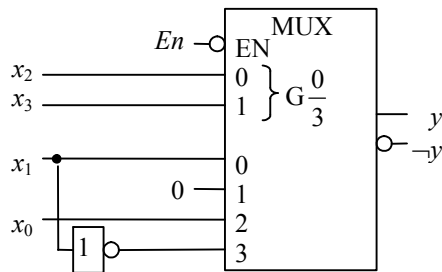 MUX
En
EN
x₂ 0
x₃ 1
G 0/3
y
¬y
x₁ 0
0 1
x₀ 2
1 3